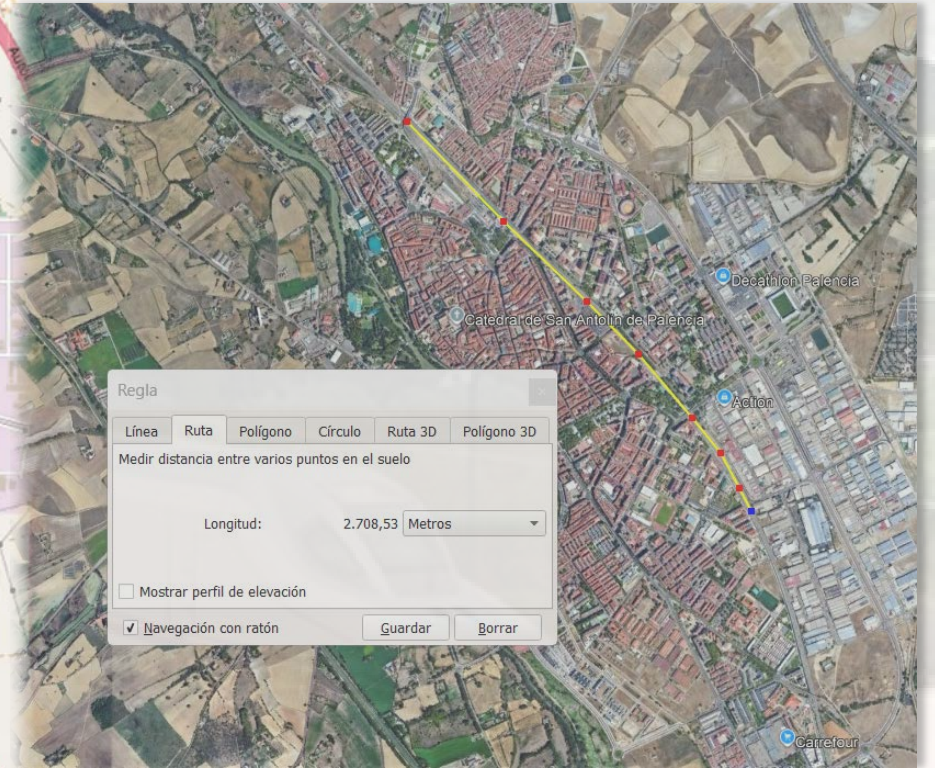 Decathlon Palencia
Catedral de San Antolín de Palencia
Action
Regla
Línea
Ruta
Polígono
Círculo
Ruta 3D
Polígono 3D
Medir distancia entre varios puntos en el suelo
Longitud:
2.708,53
Metros
Mostrar perfil de elevación
Navegación con ratón
Guardar
Borrar
Carrefour